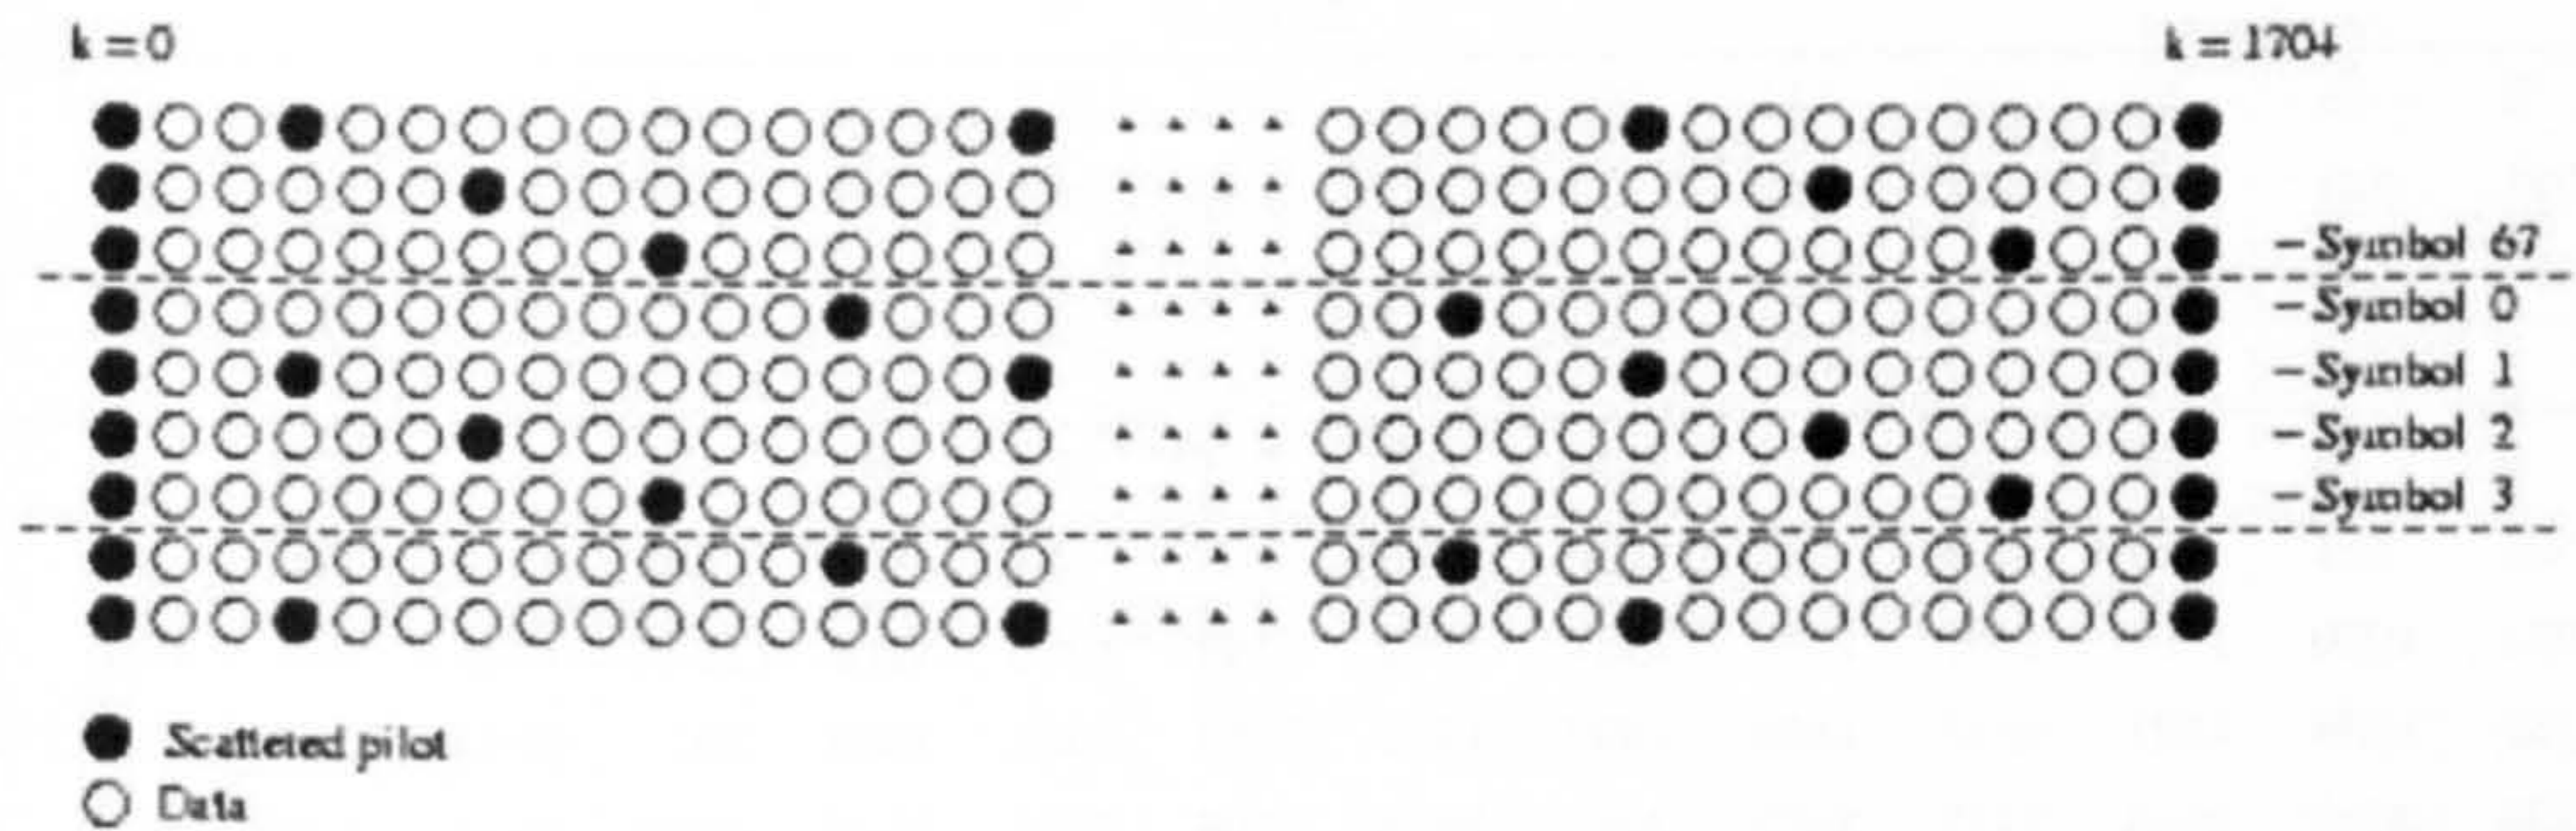 k = 0
k = 1704
– Symbol 67
– Symbol 0
– Symbol 1
– Symbol 2
– Symbol 3
Scattered pilot
Data